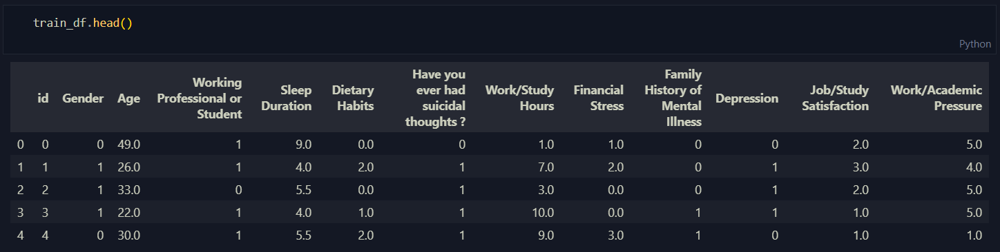 train_df.head()
Python
id Gender Age Working Professional or Student Sleep Duration Dietary Habits Have you ever had suicidal thoughts ? Work/Study Hours Financial Stress Family History of Mental Illness Depression Job/Study Satisfaction Work/Academic Pressure
0 0 0 49.0 1 9.0 0.0 0 1.0 1.0 0 0 2.0 5.0
1 1 1 26.0 1 4.0 2.0 1 7.0 2.0 0 1 3.0 4.0
2 2 1 33.0 0 5.5 0.0 1 3.0 0.0 0 1 2.0 5.0
3 3 1 22.0 1 4.0 1.0 1 10.0 0.0 1 1 1.0 5.0
4 4 0 30.0 1 5.5 2.0 1 9.0 3.0 1 0 1.0 1.0